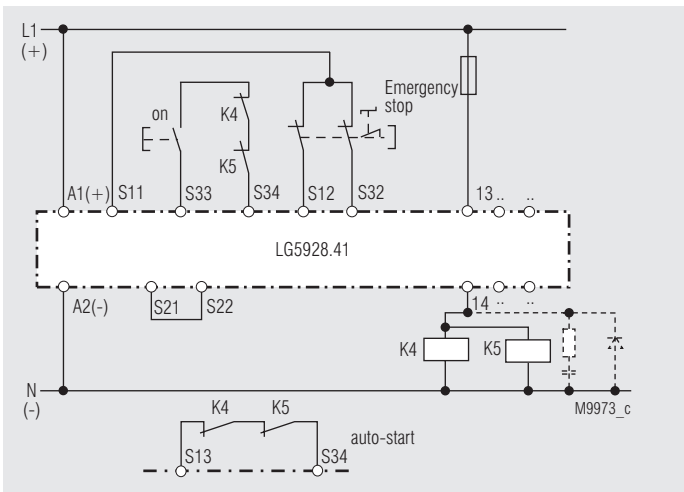 L1
(+)
on
K4
K5
Emergency
stop
A1(+) S11 S33 S34 S12 S32 13 .. ..
LG5928.41
A2(-) S21 S22 14 .. ..
K4 K5
N
(-)
M9973_c
K4 K5
auto-start
S13 S34